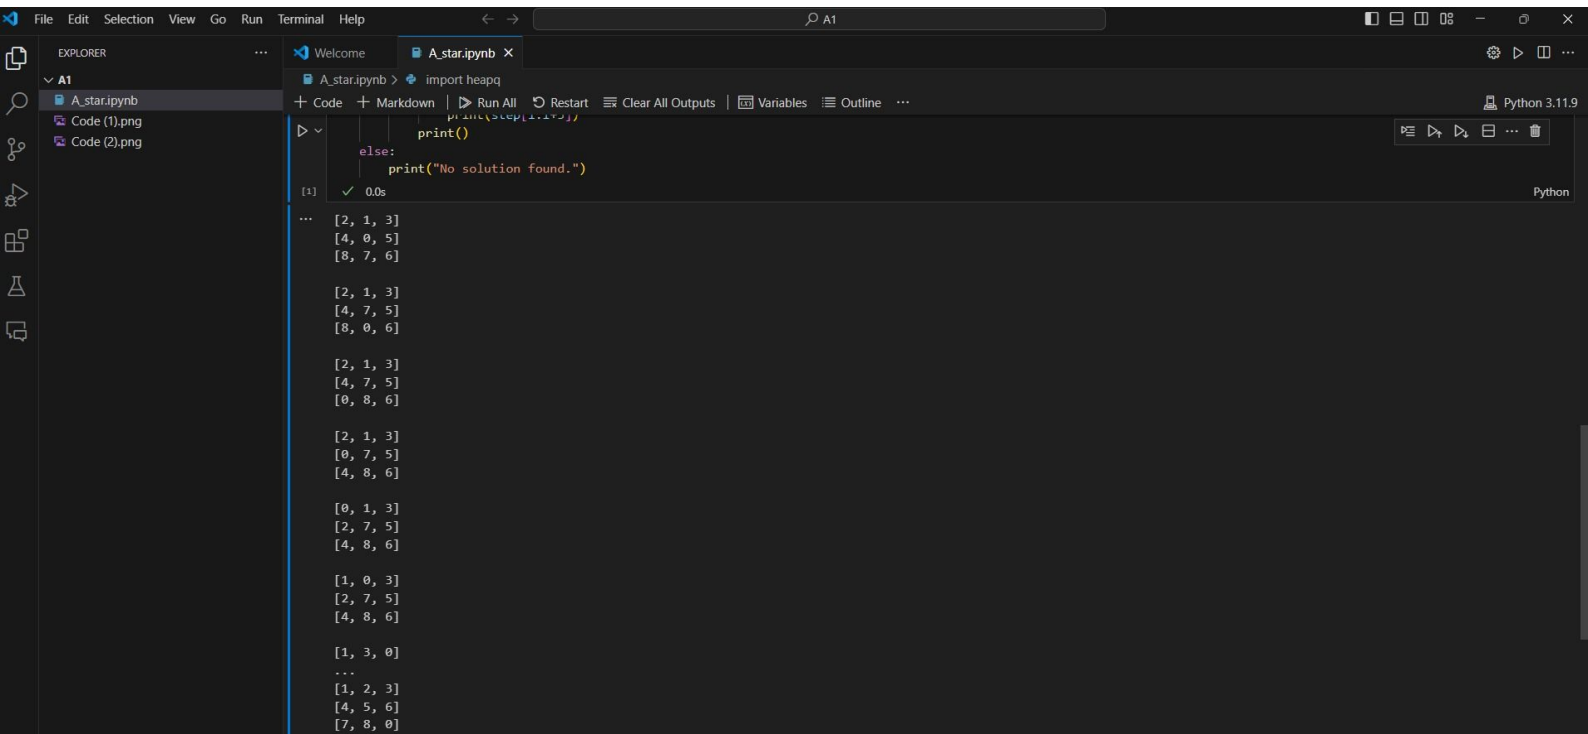 File Edit Selection View Go Run Terminal Help A1
EXPLORER
Welcome A_star.ipynb
A1
A_star.ipynb > import heapq
A_star.ipynb
Code (1).png
Code (2).png
+ Code + Markdown | Run All Restart Clear All Outputs | Variables Outline ... Python 3.11.9
print(step[i:i+3])
print()
else:
print("No solution found.")
[1] 0.0s Python
[2, 1, 3]
[4, 0, 5]
[8, 7, 6]
[2, 1, 3]
[4, 7, 5]
[8, 0, 6]
[2, 1, 3]
[4, 7, 5]
[0, 8, 6]
[2, 1, 3]
[0, 7, 5]
[4, 8, 6]
[0, 1, 3]
[2, 7, 5]
[4, 8, 6]
[1, 0, 3]
[2, 7, 5]
[4, 8, 6]
[1, 3, 0]
...
[1, 2, 3]
[4, 5, 6]
[7, 8, 0]